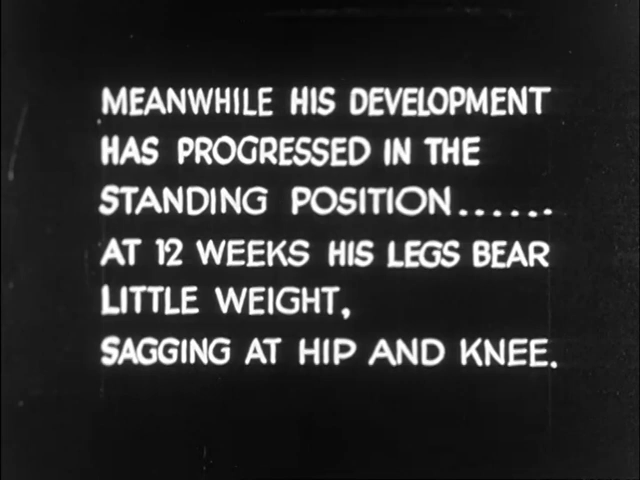 MEANWHILE HIS DEVELOPMENT
HAS PROGRESSED IN THE
STANDING POSITION......
AT 12 WEEKS HIS LEGS BEAR
LITTLE WEIGHT,
SAGGING AT HIP AND KNEE.